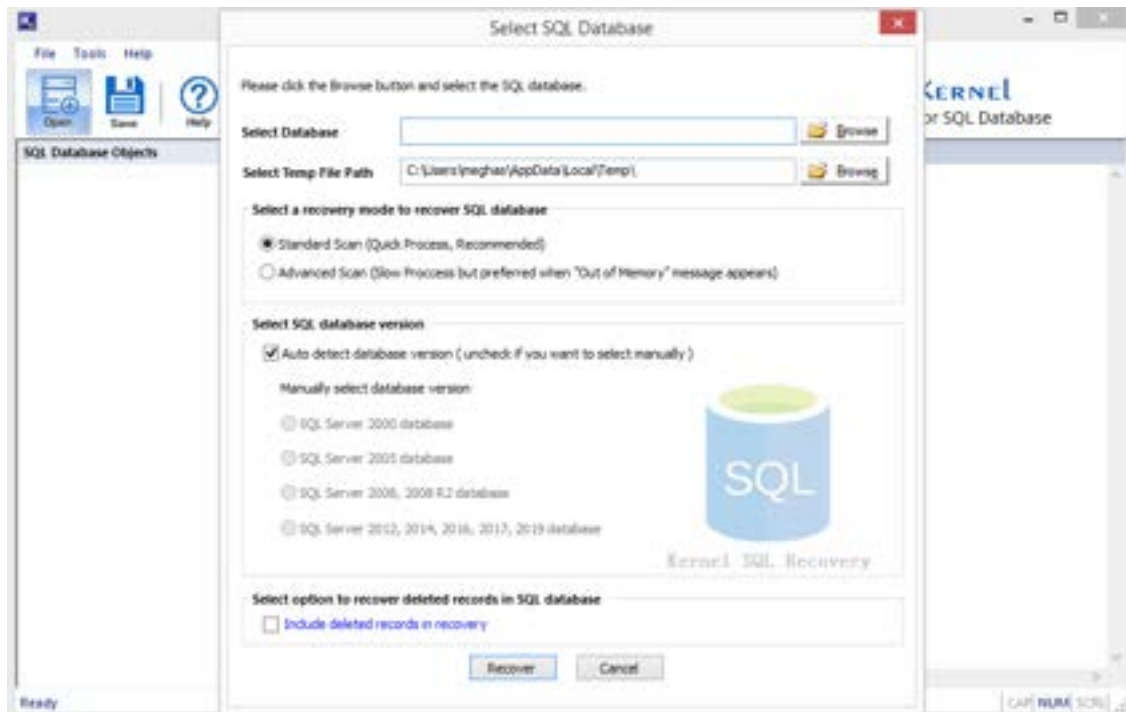 Select SQL Database
File Tools Help
Open Save Help
KERNEL
or SQL Database
SQL Database Objects
Please click the Browse button and select the SQL database.
Select Database
Browse
Select Temp File Path
C:\Users\meghas\AppData\Local\Temp\
Browse
Select a recovery mode to recover SQL database
Standard Scan (Quick Process, Recommended)
Advanced Scan (Slow Proccess but preferred when "Out of Memory" message appears)
Select SQL database version
Auto detect database version ( uncheck if you want to select manually )
Manually select database version
SQL Server 2000 database
SQL Server 2005 database
SQL Server 2008, 2008 R2 database
SQL Server 2012, 2014, 2016, 2017, 2019 database
SQL
Kernel SQL Recovery
Select option to recover deleted records in SQL database
Include deleted records in recovery
Recover Cancel
Ready
CAP NUM SCRL